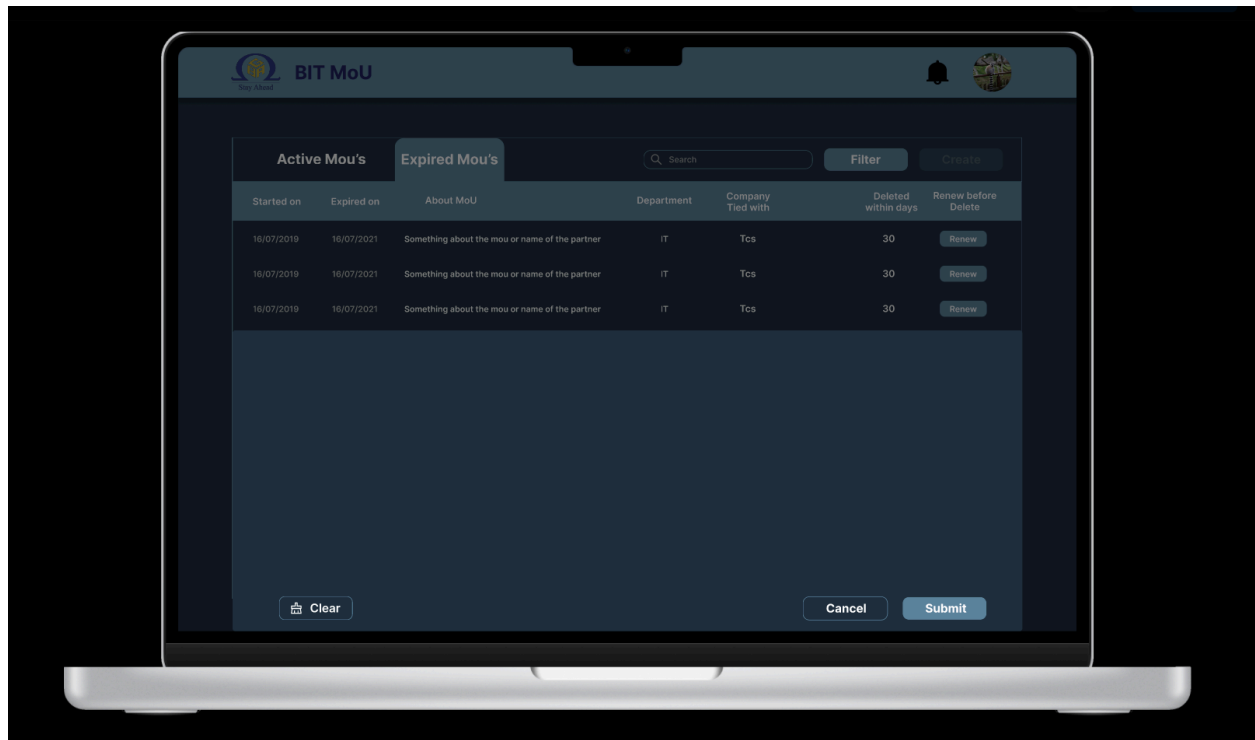 BIT MoU
Stay Ahead
Active Mou's Expired Mou's Search Filter Create
Started on Expired on About MoU Department Company Tied with Deleted within days Renew before Delete
16/07/2019 16/07/2021 Something about the mou or name of the partner IT Tcs 30 Renew
16/07/2019 16/07/2021 Something about the mou or name of the partner IT Tcs 30 Renew
16/07/2019 16/07/2021 Something about the mou or name of the partner IT Tcs 30 Renew
Clear Cancel Submit